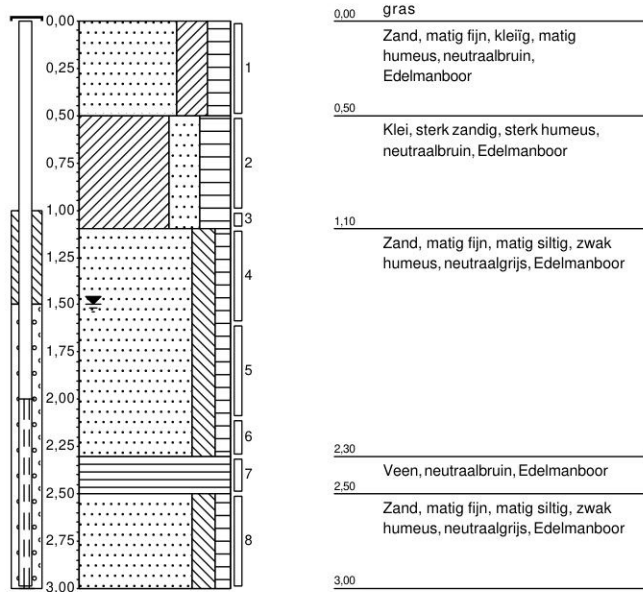 0,00
0,25
0,50
0,75
1,00
1,25
1,50
1,75
2,00
2,25
2,50
2,75
3,00
1
2
3
4
5
6
7
8
0,00 gras
Zand, matig fijn, kleiïg, matig
humeus, neutraalbruin,
Edelmanboor
0,50
Klei, sterk zandig, sterk humeus,
neutraalbruin, Edelmanboor
1,10
Zand, matig fijn, matig siltig, zwak
humeus, neutraalgrijs, Edelmanboor
2,30
Veen, neutraalbruin, Edelmanboor
2,50
Zand, matig fijn, matig siltig, zwak
humeus, neutraalgrijs, Edelmanboor
3,00